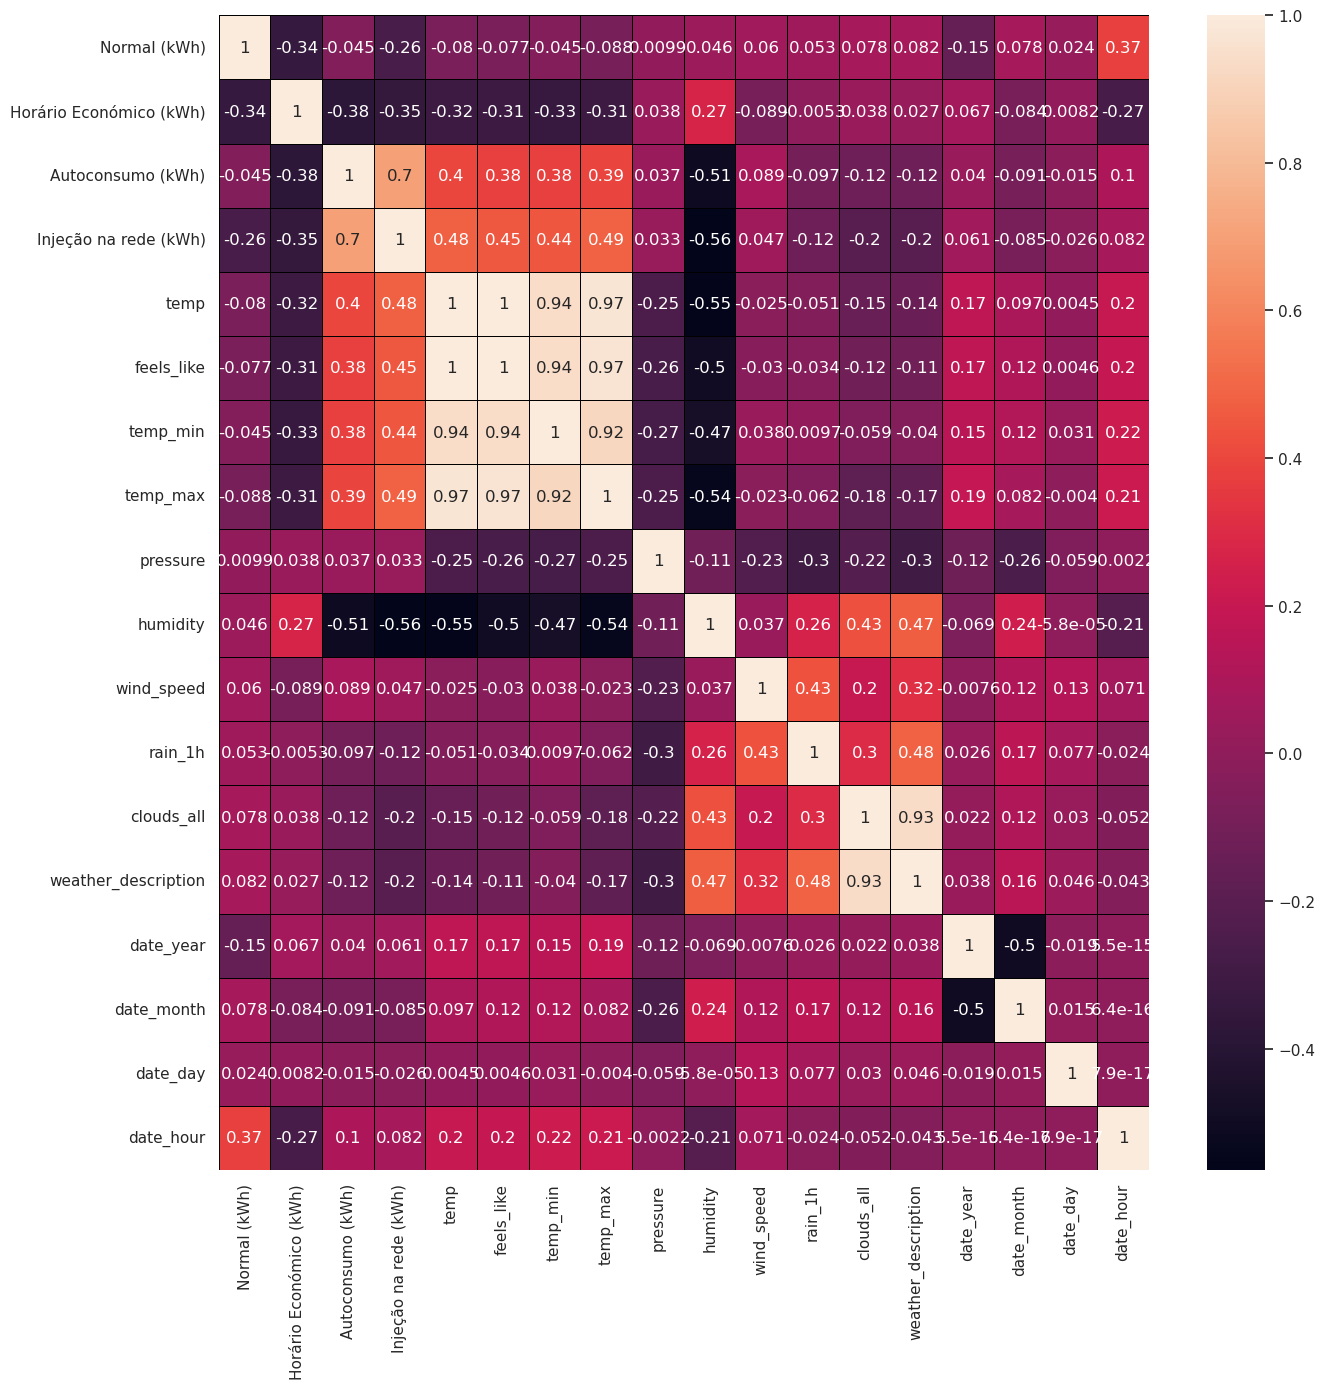 Normal (kWh) 1 -0.34 -0.045 -0.26 -0.08 -0.077 -0.045 -0.088 0.0099 0.046 0.06 0.053 0.078 0.082 -0.15 0.078 0.024 0.37
Horário Económico (kWh) -0.34 1 -0.38 -0.35 -0.32 -0.31 -0.33 -0.31 0.038 0.27 -0.089 -0.0053 0.038 0.027 0.067 -0.084 0.0082 -0.27
Autoconsumo (kWh) -0.045 -0.38 1 0.7 0.4 0.38 0.38 0.39 0.037 -0.51 0.089 -0.097 -0.12 -0.12 0.04 -0.091 -0.015 0.1
Injeção na rede (kWh) -0.26 -0.35 0.7 1 0.48 0.45 0.44 0.49 0.033 -0.56 0.047 -0.12 -0.2 -0.2 0.061 -0.085 -0.026 0.082
temp -0.08 -0.32 0.4 0.48 1 1 0.94 0.97 -0.25 -0.55 -0.025 -0.051 -0.15 -0.14 0.17 0.097 0.0045 0.2
feels_like -0.077 -0.31 0.38 0.45 1 1 0.94 0.97 -0.26 -0.5 -0.03 -0.034 -0.12 -0.11 0.17 0.12 0.0046 0.2
temp_min -0.045 -0.33 0.38 0.44 0.94 0.94 1 0.92 -0.27 -0.47 0.038 0.0097 -0.059 -0.04 0.15 0.12 0.031 0.22
temp_max -0.088 -0.31 0.39 0.49 0.97 0.97 0.92 1 -0.25 -0.54 -0.023 -0.062 -0.18 -0.17 0.19 0.082 -0.004 0.21
pressure 0.0099 0.038 0.037 0.033 -0.25 -0.26 -0.27 -0.25 1 -0.11 -0.23 -0.3 -0.22 -0.3 -0.12 -0.26 -0.059 -0.0022
humidity 0.046 0.27 -0.51 -0.56 -0.55 -0.5 -0.47 -0.54 -0.11 1 0.037 0.26 0.43 0.47 -0.069 0.24 -5.8e-05 -0.21
wind_speed 0.06 -0.089 0.089 0.047 -0.025 -0.03 0.038 -0.023 -0.23 0.037 1 0.43 0.2 0.32 -0.0076 0.12 0.13 0.071
rain_1h 0.053 -0.0053 -0.097 -0.12 -0.051 -0.034 0.0097 -0.062 -0.3 0.26 0.43 1 0.3 0.48 0.026 0.17 0.077 -0.024
clouds_all 0.078 0.038 -0.12 -0.2 -0.15 -0.12 -0.059 -0.18 -0.22 0.43 0.2 0.3 1 0.93 0.022 0.12 0.03 -0.052
weather_description 0.082 0.027 -0.12 -0.2 -0.14 -0.11 -0.04 -0.17 -0.3 0.47 0.32 0.48 0.93 1 0.038 0.16 0.046 -0.043
date_year -0.15 0.067 0.04 0.061 0.17 0.17 0.15 0.19 -0.12 -0.069 -0.0076 0.026 0.022 0.038 1 -0.5 -0.019
date_month 0.078 -0.084 -0.091 -0.085 0.097 0.12 0.12 0.082 -0.26 0.24 0.12 0.17 0.12 0.16 -0.5 1 0.015
date_day 0.024 0.0082 -0.015 -0.026 0.0045 0.0046 0.031 -0.004 -0.059 -5.8e-05 0.13 0.077 0.03 0.046 -0.019 0.015 1
date_hour 0.37 -0.27 0.1 0.082 0.2 0.2 0.22 0.21 -0.0022 -0.21 0.071 -0.024 -0.052 -0.043 1
Normal (kWh)
Horário Económico (kWh)
Autoconsumo (kWh)
Injeção na rede (kWh)
temp
feels_like
temp_min
temp_max
pressure
humidity
wind_speed
rain_1h
clouds_all
weather_description
date_year
date_month
date_day
date_hour
1.0
0.8
0.6
0.4
0.2
0.0
−0.2
−0.4